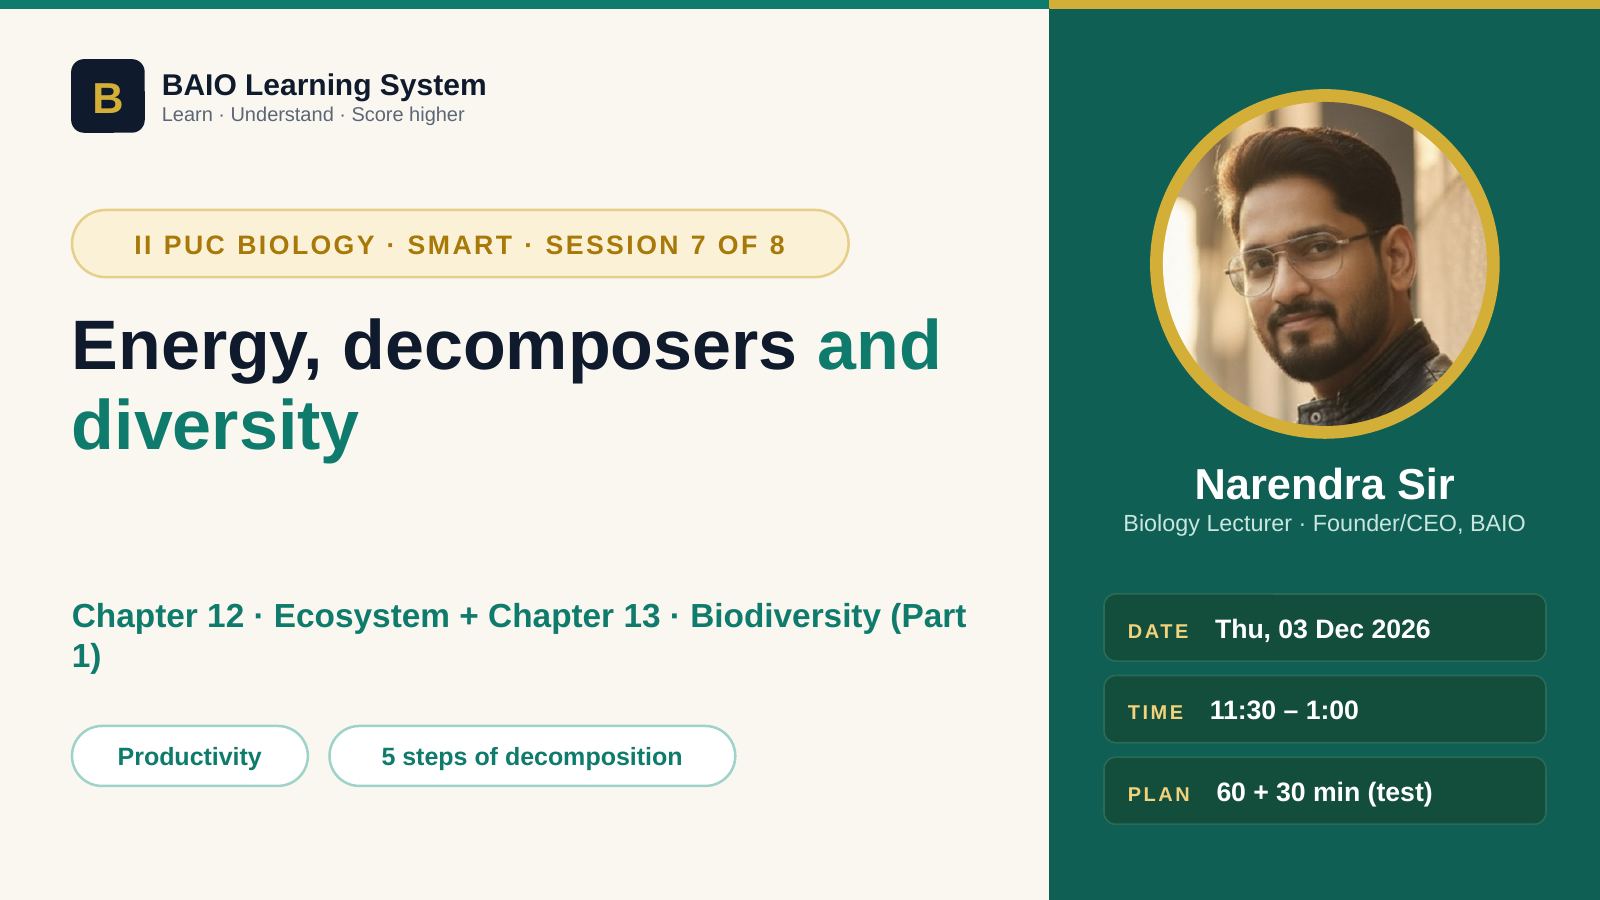 B
BAIO Learning System
Learn · Understand · Score higher
II PUC BIOLOGY · SMART · SESSION 7 OF 8
Energy, decomposers and
diversity
Chapter 12 · Ecosystem + Chapter 13 · Biodiversity (Part
1)
Productivity
5 steps of decomposition
Narendra Sir
Biology Lecturer · Founder/CEO, BAIO
DATE Thu, 03 Dec 2026
TIME 11:30 – 1:00
PLAN 60 + 30 min (test)